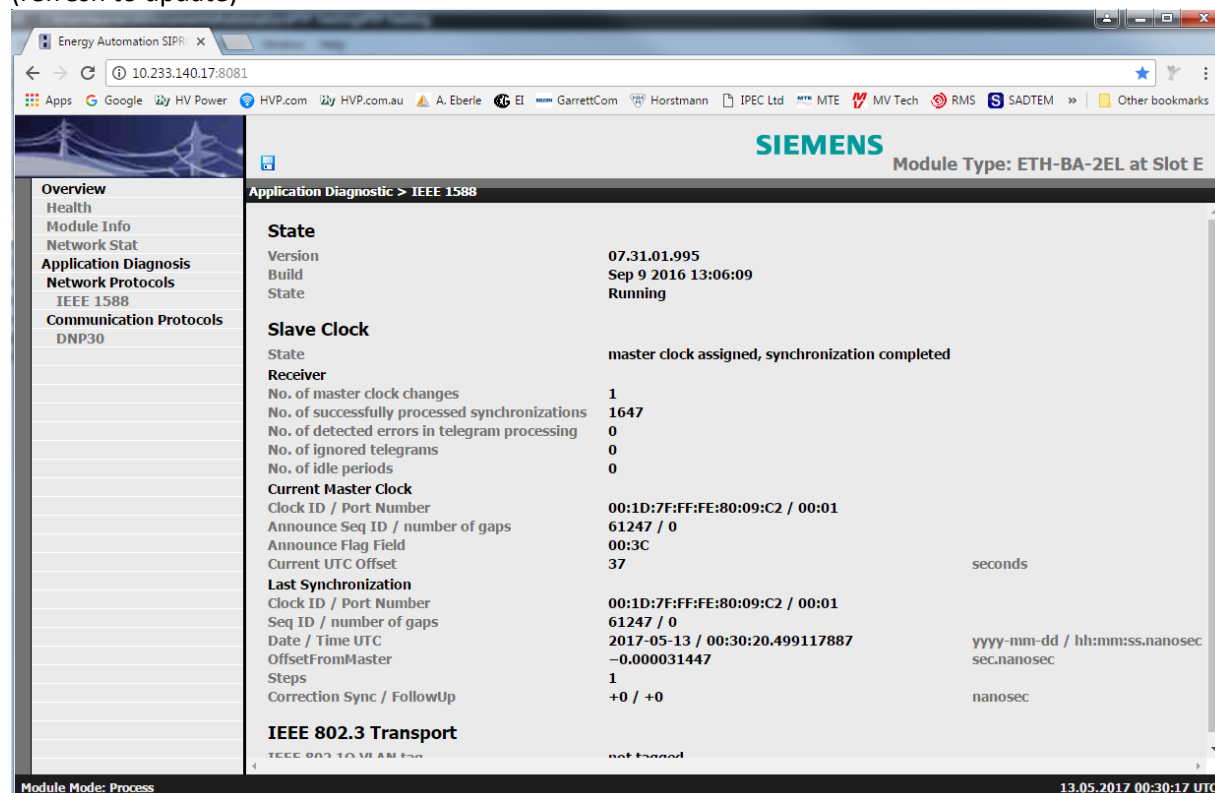 (refresh to update)
Energy Automation SIPR
10.233.140.17:8081
Apps Google HV Power HVP.com HVP.com.au A. Eberle EI GarrettCom Horstmann IPEC Ltd MTE MV Tech RMS SADTEM » Other bookmarks
SIEMENS
Module Type: ETH-BA-2EL at Slot E
Overview
Health
Module Info
Network Stat
Application Diagnosis
Network Protocols
IEEE 1588
Communication Protocols
DNP30
Application Diagnostic > IEEE 1588
State
Version 07.31.01.995
Build Sep 9 2016 13:06:09
State Running
Slave Clock
State master clock assigned, synchronization completed
Receiver
No. of master clock changes 1
No. of successfully processed synchronizations 1647
No. of detected errors in telegram processing 0
No. of ignored telegrams 0
No. of idle periods 0
Current Master Clock
Clock ID / Port Number 00:1D:7F:FF:FE:80:09:C2 / 00:01
Announce Seq ID / number of gaps 61247 / 0
Announce Flag Field 00:3C
Current UTC Offset 37 seconds
Last Synchronization
Clock ID / Port Number 00:1D:7F:FF:FE:80:09:C2 / 00:01
Seq ID / number of gaps 61247 / 0
Date / Time UTC 2017-05-13 / 00:30:20.499117887 yyyy-mm-dd / hh:mm:ss.nanosec
OffsetFromMaster −0.000031447 sec.nanosec
Steps 1
Correction Sync / FollowUp +0 / +0 nanosec
IEEE 802.3 Transport
IEEE 802.1Q VLAN tag not tagged
Module Mode: Process 13.05.2017 00:30:17 UTC